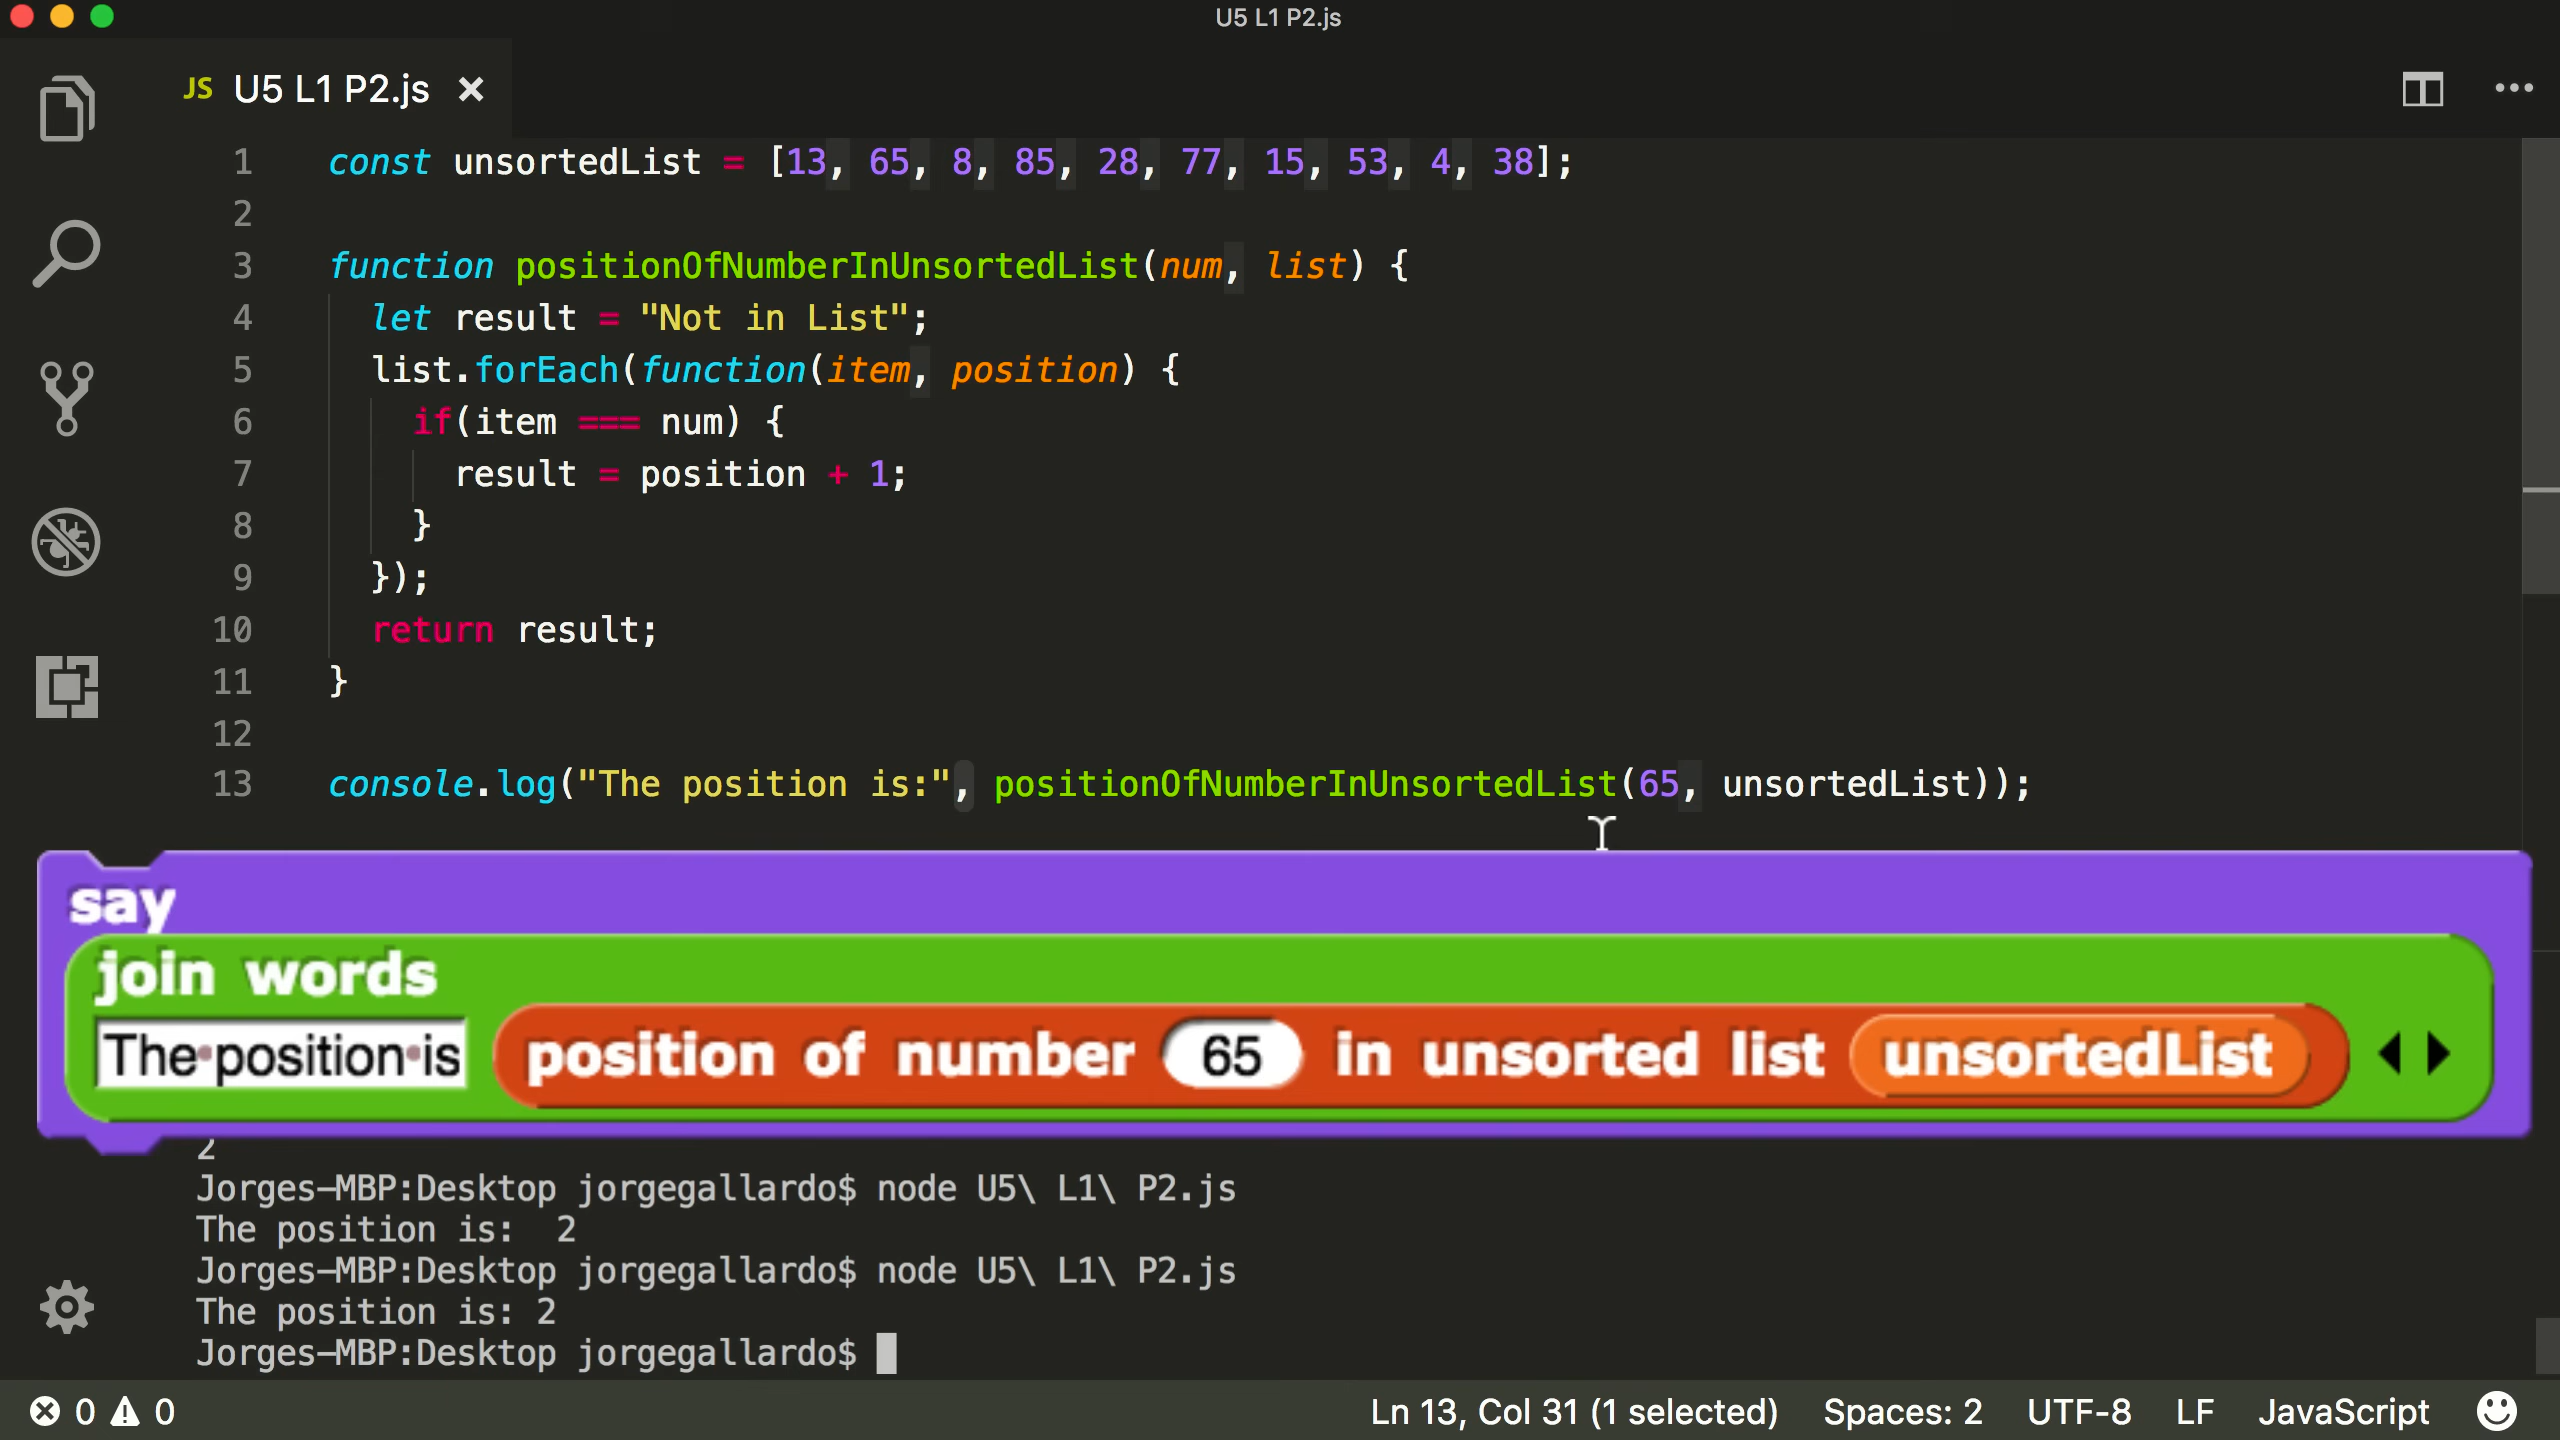 U5 L1 P2.js
JS U5 L1 P2.js
1 const unsortedList = [13, 65, 8, 85, 28, 77, 15, 53, 4, 38];
2
3 function positionOfNumberInUnsortedList(num, list) {
4 let result = "Not in List";
5 list.forEach(function(item, position) {
6 if(item === num) {
7 result = position + 1;
8 }
9 });
10 return result;
11 }
12
13 console.log("The position is:", positionOfNumberInUnsortedList(65, unsortedList));
say
join words
The position is position of number 65 in unsorted list unsortedList
2
Jorges-MBP:Desktop jorgegallardo$ node U5\ L1\ P2.js
The position is:  2
Jorges-MBP:Desktop jorgegallardo$ node U5\ L1\ P2.js
The position is: 2
Jorges-MBP:Desktop jorgegallardo$
0 0 Ln 13, Col 31 (1 selected) Spaces: 2 UTF-8 LF JavaScript